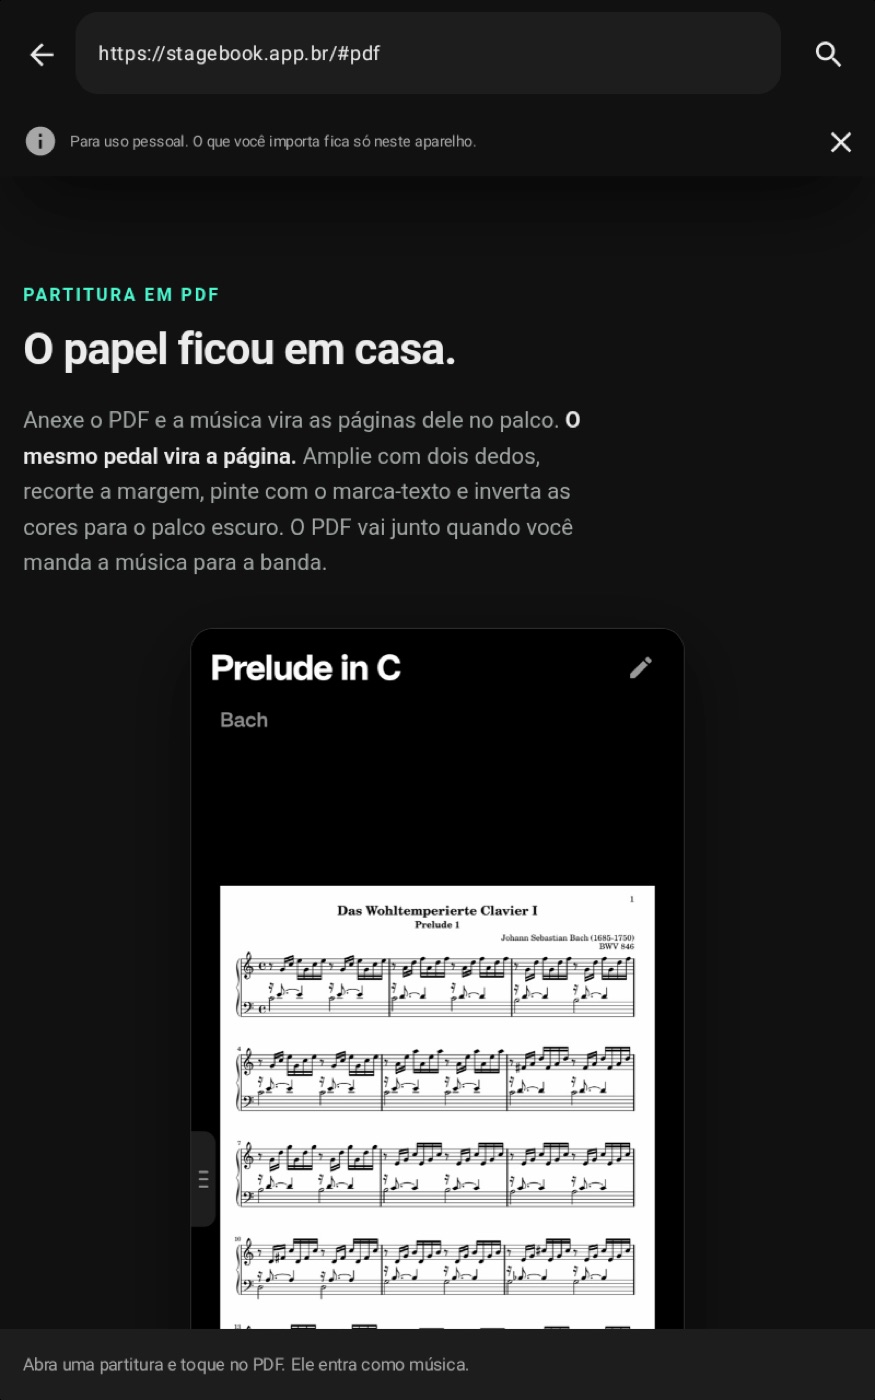 https://stagebook.app.br/#pdf
Para uso pessoal. O que você importa fica só neste aparelho.
PARTITURA EM PDF
O papel ficou em casa.
Anexe o PDF e a música vira as páginas dele no palco. O
mesmo pedal vira a página. Amplie com dois dedos,
recorte a margem, pinte com o marca-texto e inverta as
cores para o palco escuro. O PDF vai junto quando você
manda a música para a banda.
Prelude in C
Bach
1
Das Wohltemperierte Clavier I
Prelude 1
Johann Sebastian Bach (1685-1750)
BWV 846
4
7
10
13
Abra uma partitura e toque no PDF. Ele entra como música.